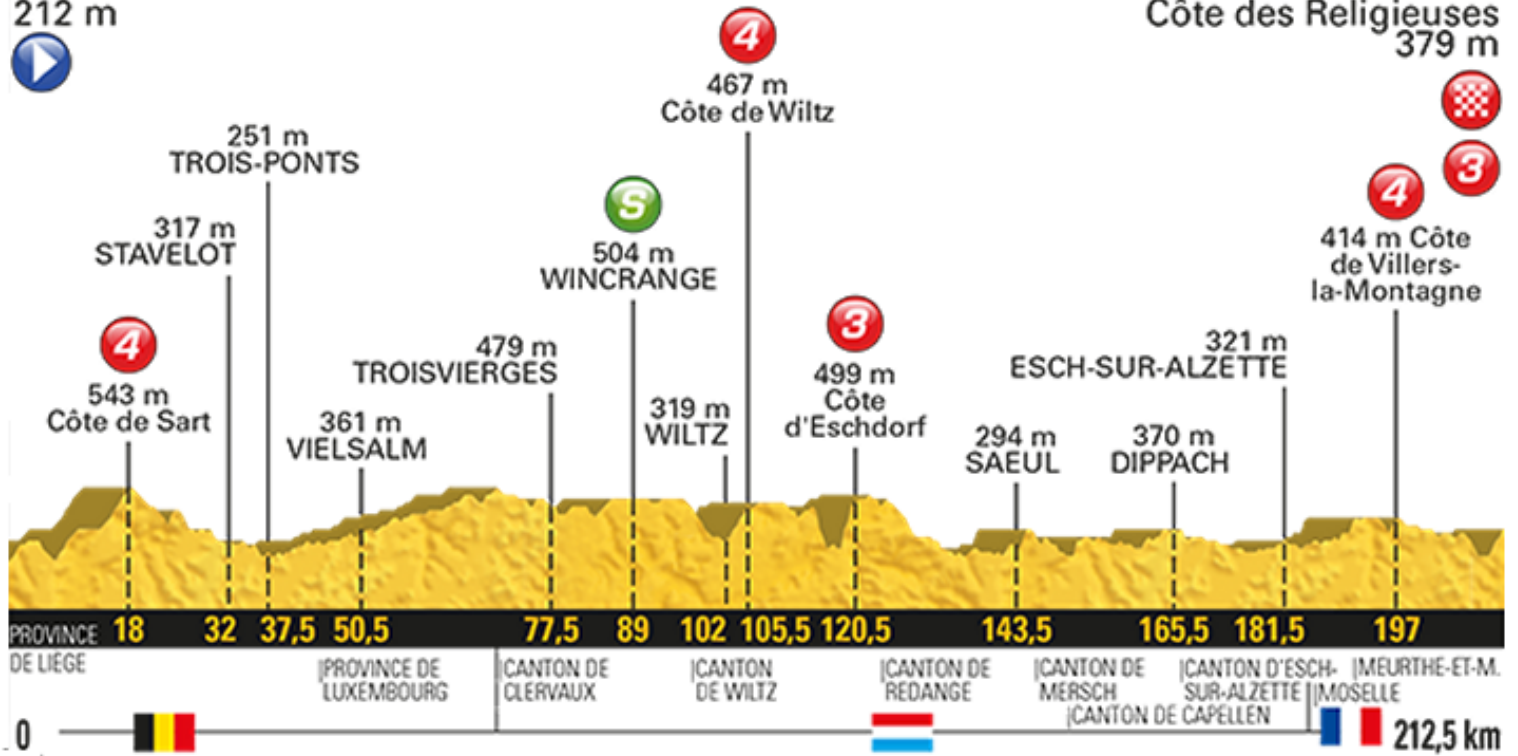 212 m
Côte des Religieuses
379 m
4
467 m
Côte de Wiltz
251 m
TROIS-PONTS
3
4
S
317 m
STAVELOT
504 m
WINCRANGE
414 m Côte
de Villers-
la-Montagne
4
3
479 m
TROISVIERGES
321 m
ESCH-SUR-ALZETTE
543 m
Côte de Sart
499 m
Côte
d'Eschdorf
361 m
VIELSALM
319 m
WILTZ
294 m
SAEUL
370 m
DIPPACH
PROVINCE 18 32 37,5 50,5 77,5 89 102 105,5 120,5 143,5 165,5 181,5 197
DE LIÈGE
PROVINCE DE
LUXEMBOURG
CANTON DE
CLERVAUX
CANTON
DE WILTZ
CANTON DE
REDANGE
CANTON DE
MERSCH
CANTON DE CAPELLEN
CANTON D'ESCH-
SUR-ALZETTE
MOSELLE
MEURTHE-ET-M.
0
212,5 km